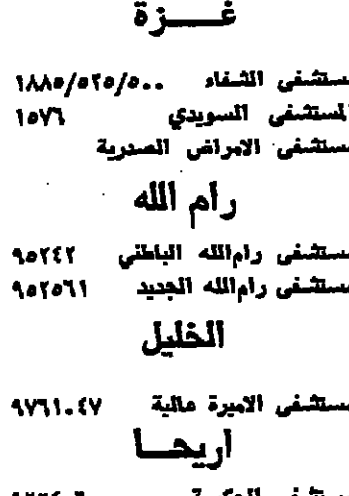 غـــزة
مستشفى الشفاء ١٨٨٥/٥٢٥/٥٠٠
المستشفى السويدي ١٥٧٦
مستشفى الامراض الصدرية
رام الله
مستشفى رام‌الله الباطني ٩٥٢٤٢
مستشفى رام‌الله الجديد ٩٥٢٥٦١
الخليل
مستشفى الاميرة عالية ٩٧٦١٠٤٧
اريحـــا